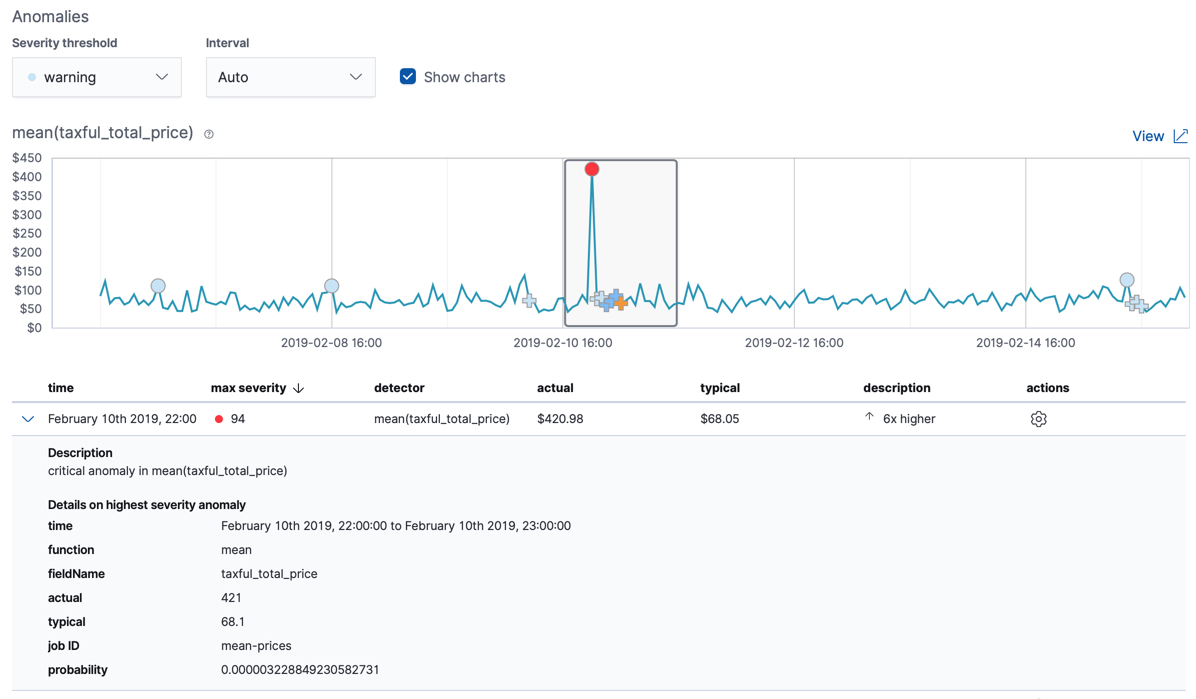 Anomalies
Severity threshold Interval
warning Auto Show charts
mean(taxful_total_price)
View
$450
$400
$350
$300
$250
$200
$150
$100
$50
$0
2019-02-08 16:00 2019-02-10 16:00 2019-02-12 16:00 2019-02-14 16:00
time max severity detector actual typical description actions
February 10th 2019, 22:00 94 mean(taxful_total_price) $420.98 $68.05 6x higher
Description
critical anomaly in mean(taxful_total_price)
Details on highest severity anomaly
time February 10th 2019, 22:00:00 to February 10th 2019, 23:00:00
function mean
fieldName taxful_total_price
actual 421
typical 68.1
job ID mean-prices
probability 0.000003228849230582731